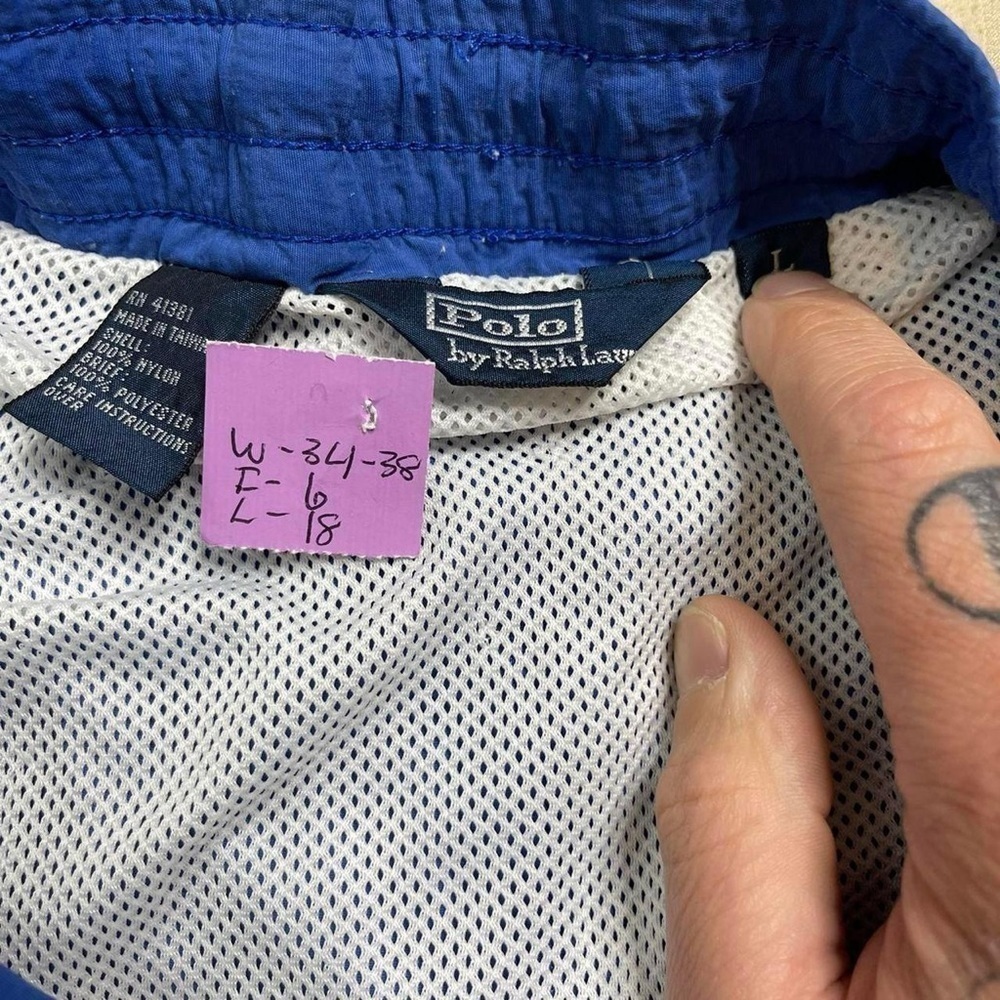 RN 41381
MADE IN TAIWAN
SHELL:
100% NYLON
BRIEF:
100% POLYESTER
CARE INSTRUCTIONS
OVER
Polo
by Ralph Lau
L
W-34-38
I-6
L-18